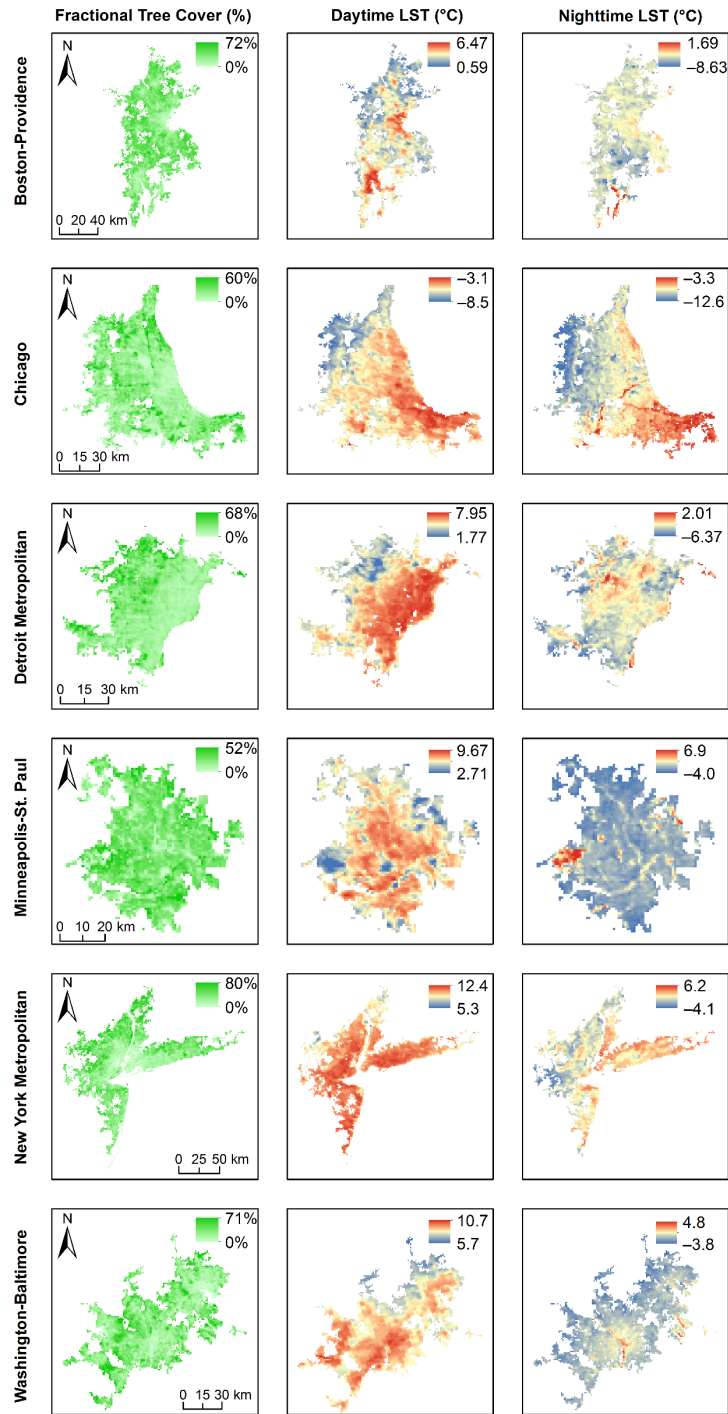 Fractional Tree Cover (%)
Daytime LST (°C)
Nighttime LST (°C)
Boston-Providence
N
72%
0%
0 20 40 km
6.47
0.59
1.69
−8.63
Chicago
N
60%
0%
0 15 30 km
−3.1
−8.5
−3.3
−12.6
Detroit Metropolitan
N
68%
0%
0 15 30 km
7.95
1.77
2.01
−6.37
Minneapolis-St. Paul
N
52%
0%
0 10 20 km
9.67
2.71
6.9
−4.0
New York Metropolitan
N
80%
0%
0 25 50 km
12.4
5.3
6.2
−4.1
Washington-Baltimore
N
71%
0%
0 15 30 km
10.7
5.7
4.8
−3.8